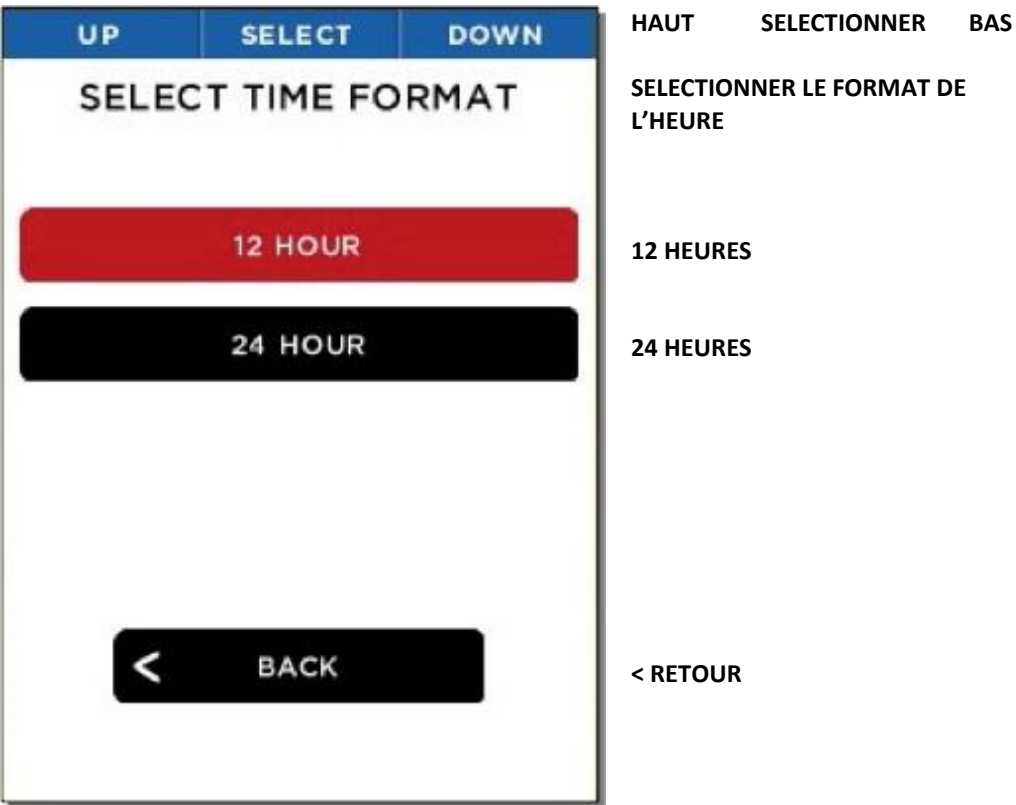 UP SELECT DOWN
SELECT TIME FORMAT
12 HOUR
24 HOUR
< BACK
HAUT SELECTIONNER BAS
SELECTIONNER LE FORMAT DE
L’HEURE
12 HEURES
24 HEURES
< RETOUR